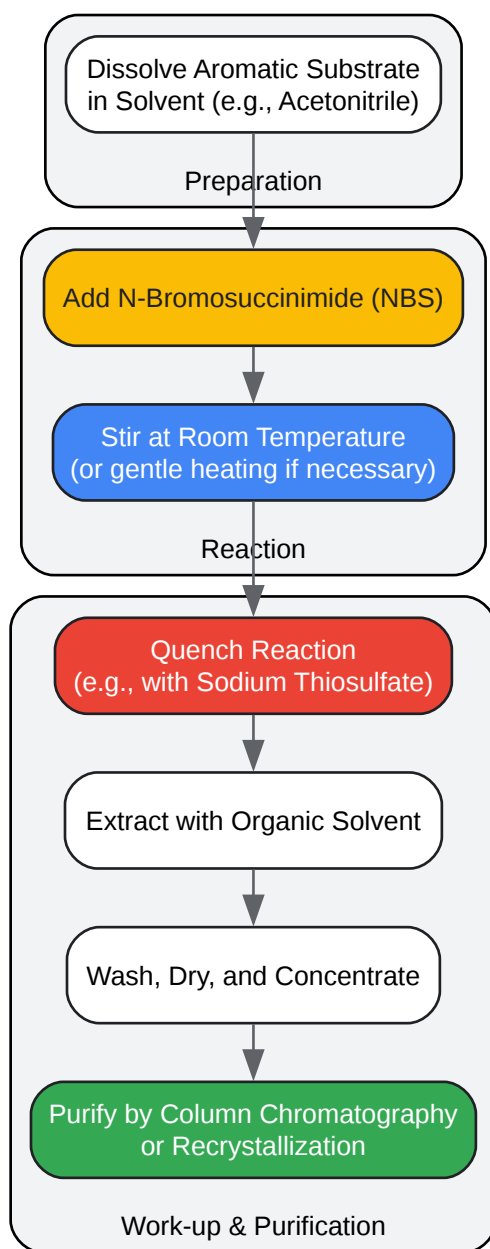 Dissolve Aromatic Substrate
in Solvent (e.g., Acetonitrile)
Preparation
Add N-Bromosuccinimide (NBS)
Stir at Room Temperature
(or gentle heating if necessary)
Reaction
Quench Reaction
(e.g., with Sodium Thiosulfate)
Extract with Organic Solvent
Wash, Dry, and Concentrate
Purify by Column Chromatography
or Recrystallization
Work-up & Purification